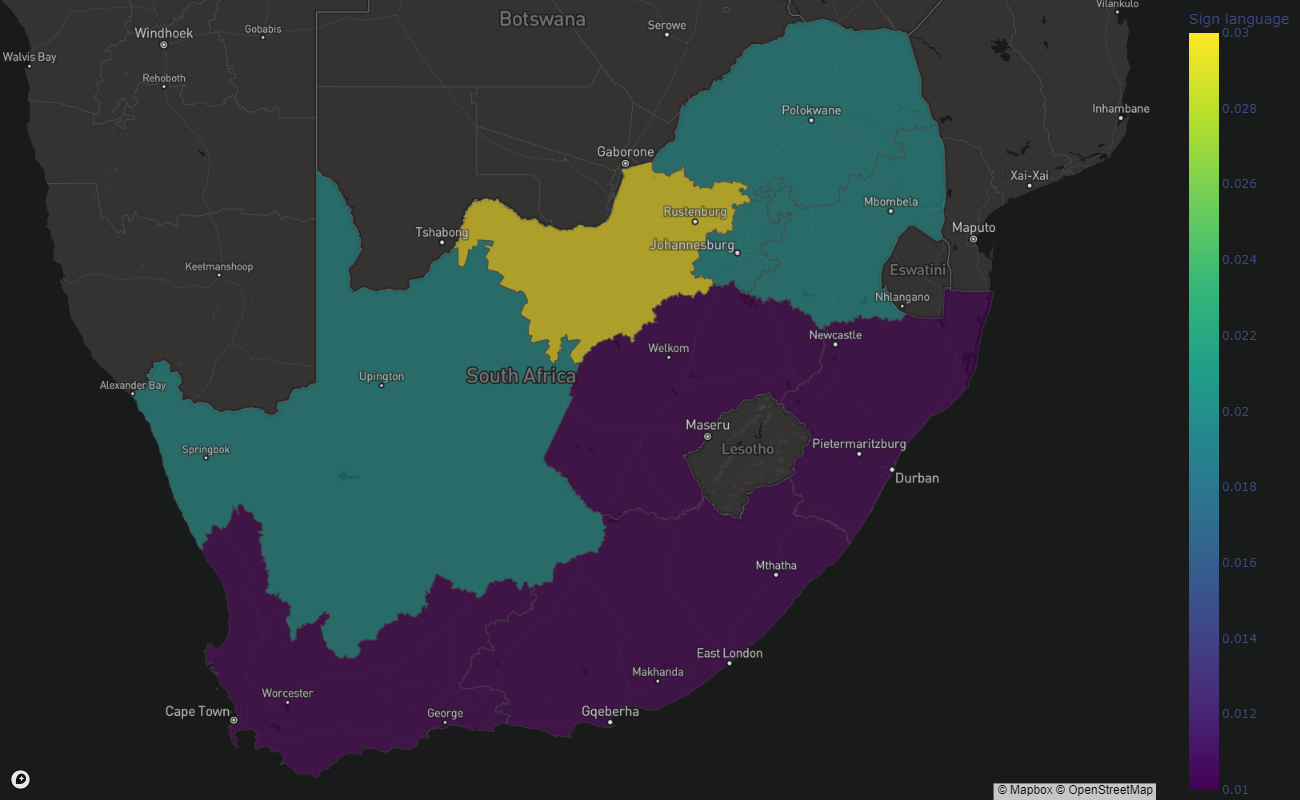 Botswana
Vilankulo
Sign language
Windhoek
Gobabis
Serowe
0.03
Walvis Bay
Rehoboth
Polokwane
Inhambane
0.028
Gaborone
Xai-Xai
0.026
Rustenburg
Mbombela
Tshabong
Johannesburg
Maputo
Keetmanshoop
Eswatini
0.024
Nhlangano
Newcastle
0.022
Welkom
Alexander Bay
Upington
South Africa
0.02
Maseru
Springbok
Lesotho
Pietermaritzburg
Durban
0.018
Mthatha
0.016
East London
0.014
Makhanda
Worcester
Cape Town
George
Gqeberha
0.012
0.01
© Mapbox © OpenStreetMap